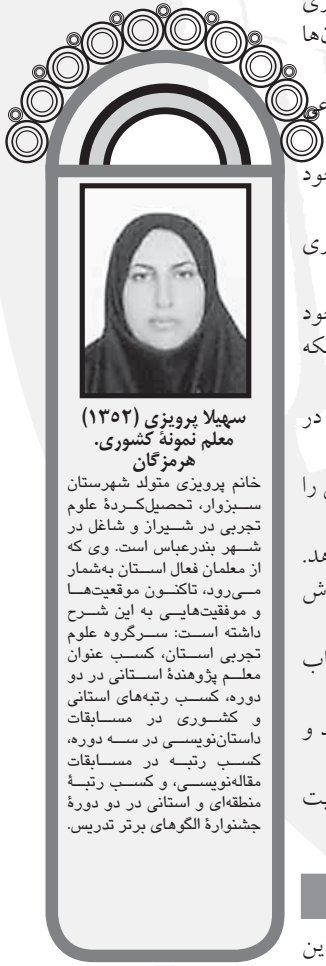 سهیلا پرویزی (۱۳۵۲)
معلم نمونهٔ کشوری.
هرمزگان
خانم پرویزی متولد شهرستان
سبزوار، تحصیل‌کردهٔ علوم
تجربی در شیراز و شاغل در
شهر بندرعباس است. وی که
از معلمان فعال استان به‌شمار
می‌رود، تاکنون موقعیت‌ها
و موفقیت‌هایی به این شرح
داشته است: سرگروه علوم
تجربی استان، کسب عنوان
معلم پژوهندهٔ استانی در دو
دوره، کسب رتبه‌های استانی
و کشوری در مسابقات
داستان‌نویسی در سه دوره،
کسب رتبه در مسابقات
مقاله‌نویسی، و کسب رتبهٔ
منطقه‌ای و استانی در دو دورهٔ
جشنوارهٔ الگوهای برتر تدریس.
در
را
د و